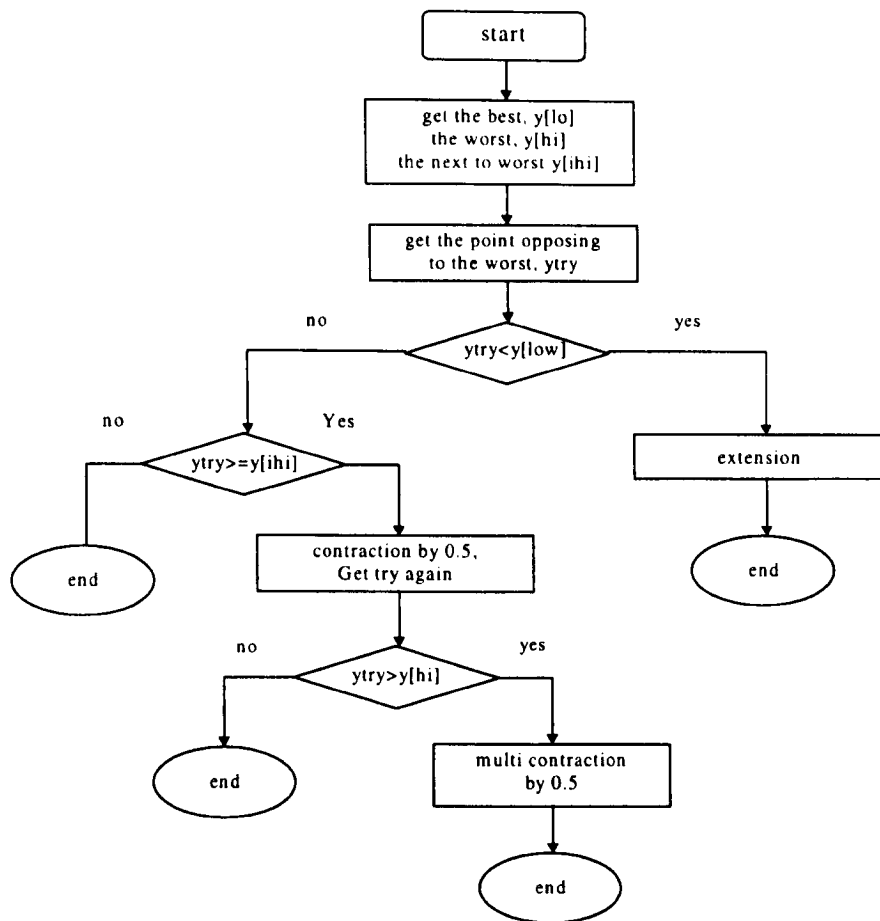 start
get the best, y[lo]
the worst, y[hi]
the next to worst y[ihi]
get the point opposing
to the worst, ytry
no
yes
ytry<y[low]
no
Yes
ytry>=y[ihi]
extension
contraction by 0.5,
Get try again
end
end
no
yes
ytry>y[hi]
end
multi contraction
by 0.5
end